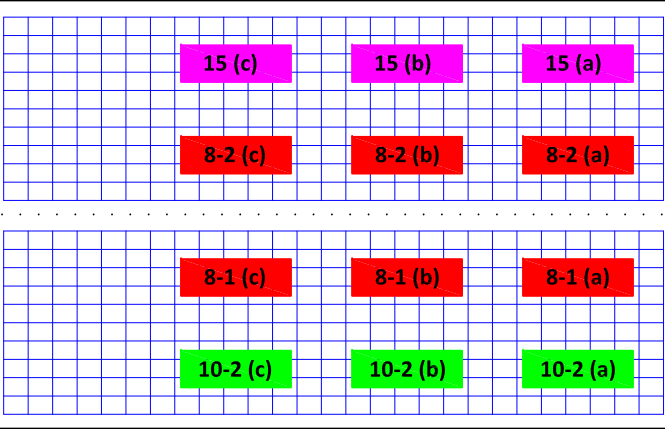 15 (c) 15 (b) 15 (a)
8-2 (c) 8-2 (b) 8-2 (a)
8-1 (c) 8-1 (b) 8-1 (a)
10-2 (c) 10-2 (b) 10-2 (a)